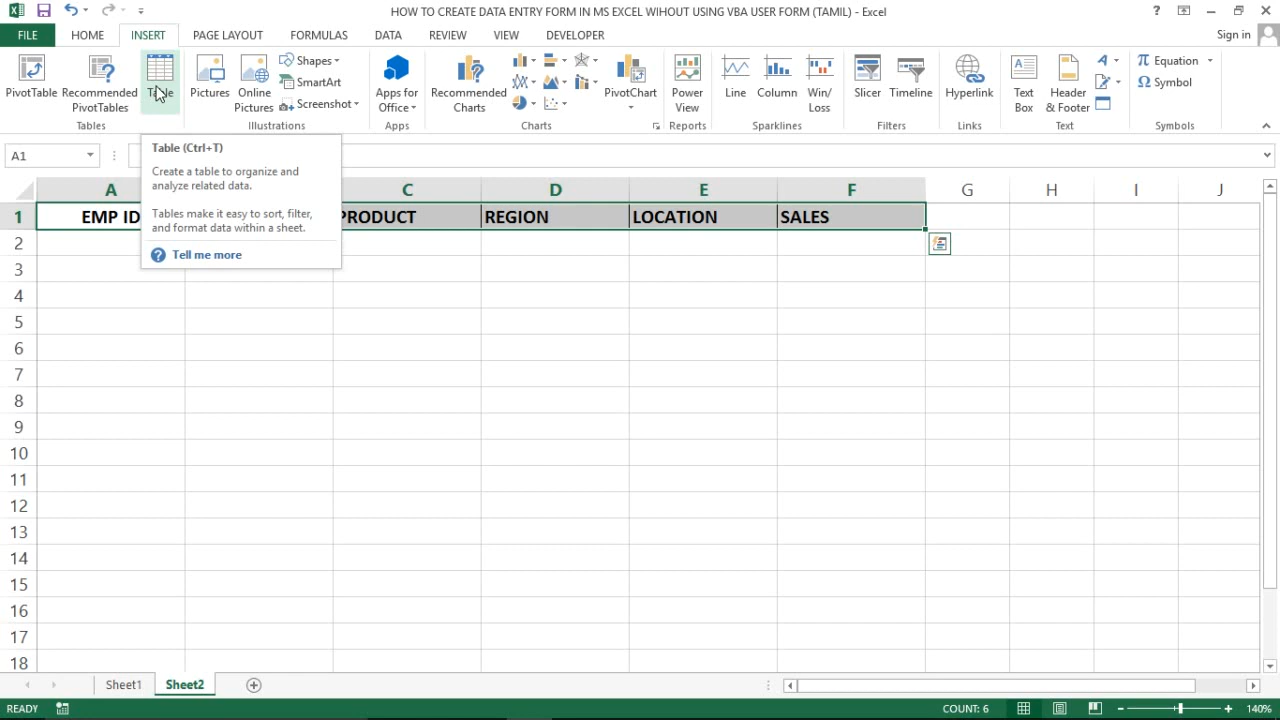 HOW TO CREATE DATA ENTRY FORM IN MS EXCEL WIHOUT USING VBA USER FORM (TAMIL) - Excel
?
FILE HOME INSERT PAGE LAYOUT FORMULAS DATA REVIEW VIEW DEVELOPER Sign in
PivotTable
Recommended
PivotTables
Table
Tables
Pictures
Online
Pictures
Shapes
SmartArt
Screenshot
Illustrations
Apps for
Office
Apps
Recommended
Charts
PivotChart
Charts
Power
View
Reports
Line
Column
Win/
Loss
Sparklines
Slicer
Timeline
Filters
Hyperlink
Links
Text
Box
Header
& Footer
Text
π Equation
Ω Symbol
Symbols
A1
Table (Ctrl+T)
Create a table to organize and
analyze related data.
Tables make it easy to sort, filter,
and format data within a sheet.
Tell me more
A C D E F G H I J
1 EMP ID PRODUCT REGION LOCATION SALES
2
3
4
5
6
7
8
9
10
11
12
13
14
15
16
17
18
Sheet1 Sheet2
READY COUNT: 6 140%